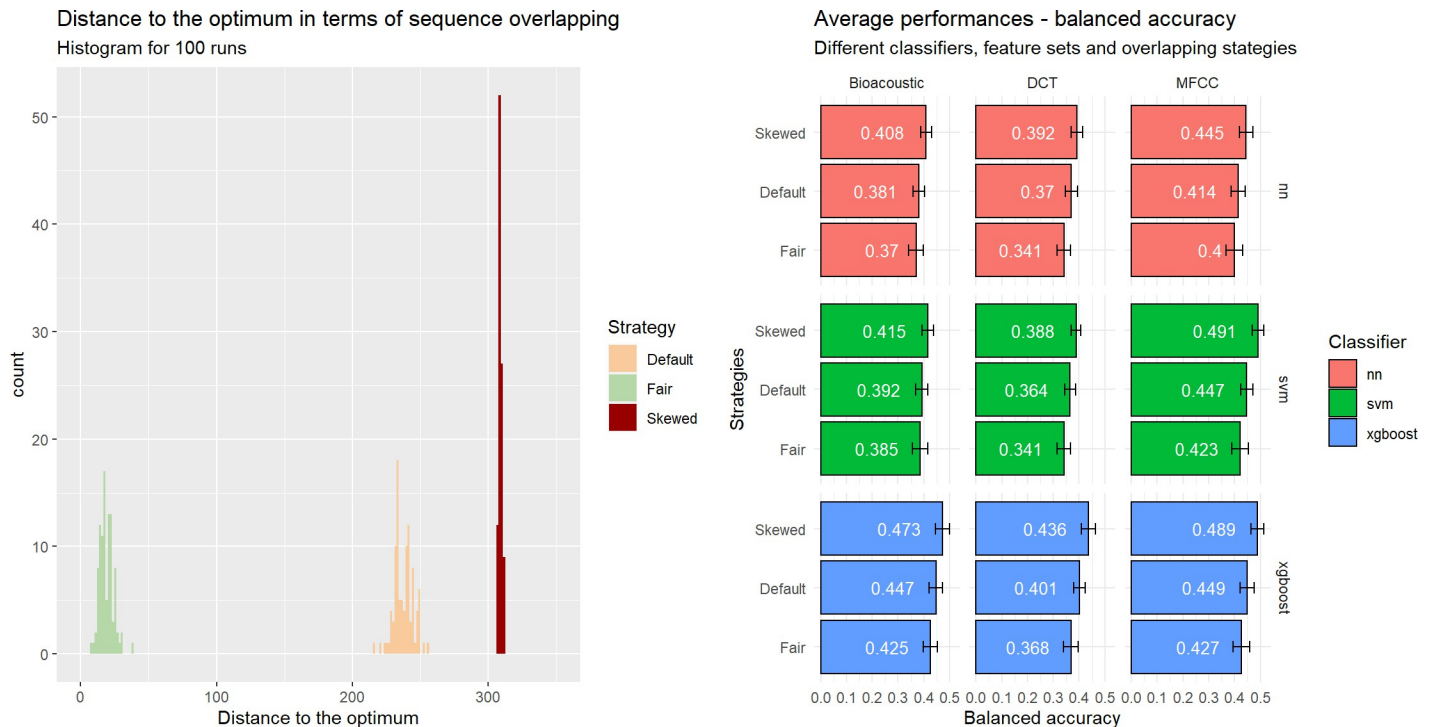 Distance to the optimum in terms of sequence overlapping
Histogram for 100 runs
50
40
30
20
10
0
count
0 100 200 300
Distance to the optimum
Strategy
Default
Fair
Skewed
Average performances - balanced accuracy
Different classifiers, feature sets and overlapping stategies
Bioacoustic DCT MFCC
Skewed 0.408 0.392 0.445
Default 0.381 0.37 0.414
Fair 0.37 0.341 0.4
nn
Skewed 0.415 0.388 0.491
Default 0.392 0.364 0.447
Fair 0.385 0.341 0.423
svm
Skewed 0.473 0.436 0.489
Default 0.447 0.401 0.449
Fair 0.425 0.368 0.427
xgboost
Strategies
0.0 0.1 0.2 0.3 0.4 0.5 0.0 0.1 0.2 0.3 0.4 0.5 0.0 0.1 0.2 0.3 0.4 0.5
Balanced accuracy
Classifier
nn
svm
xgboost